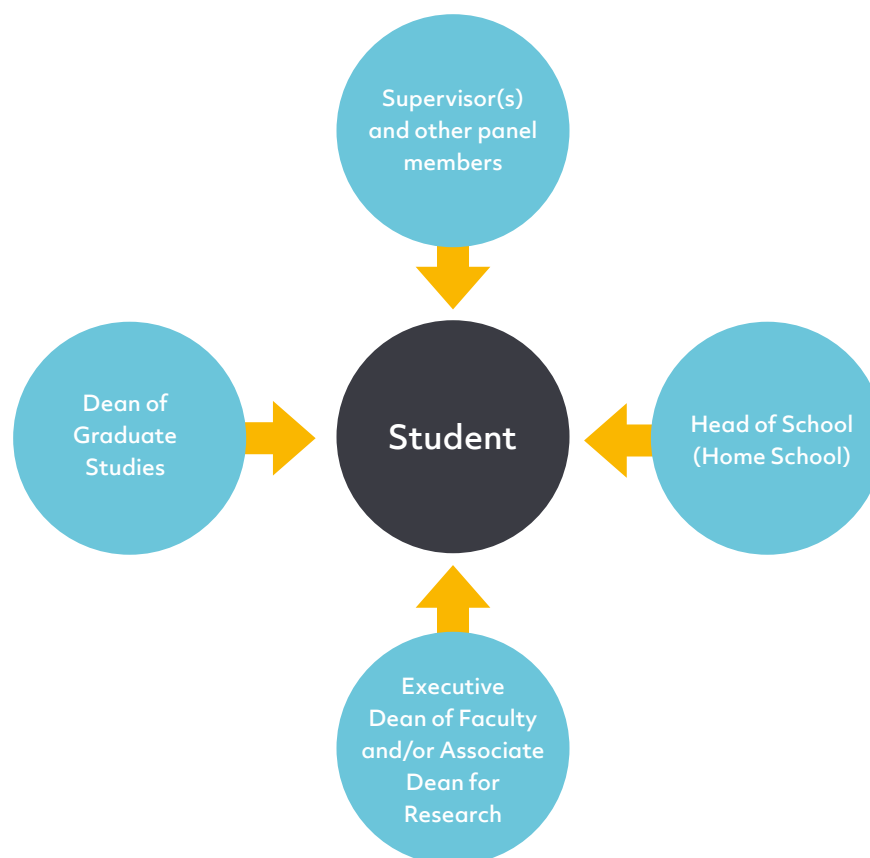 Supervisor(s)
and other panel
members
Dean of
Graduate
Studies
Student
Head of School
(Home School)
Executive
Dean of Faculty
and/or Associate
Dean for
Research